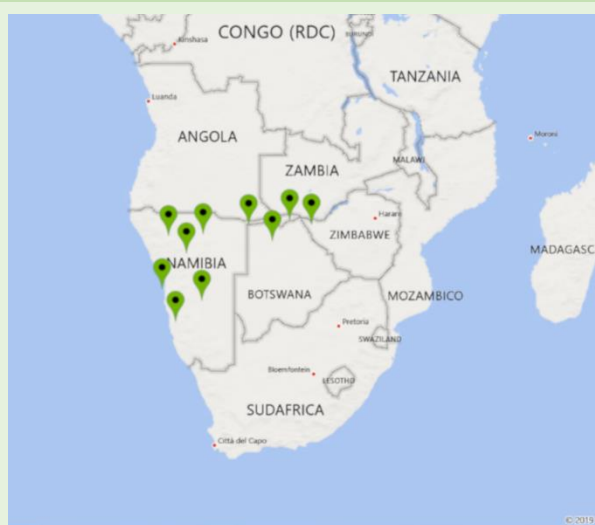 CONGO (RDC)
Kinshasa
BURUNDI
TANZANIA
Luanda
ANGOLA
Moroni
MALAWI
ZAMBIA
Harare
ZIMBABWE
MADAGASC
NAMIBIA
BOTSWANA
MOZAMBICO
Pretoria
SWAZILAND
Bloemfontein
LESOTHO
SUDAFRICA
Città del Capo
© 2019